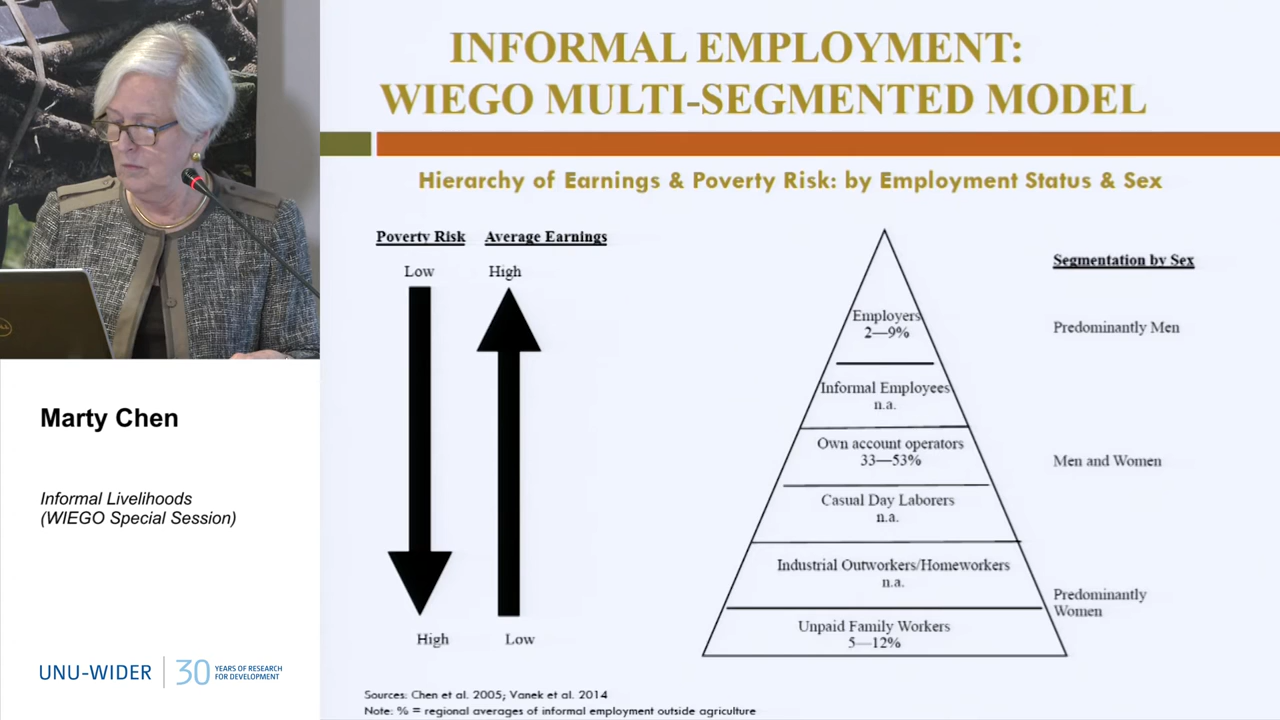 INFORMAL EMPLOYMENT:
WIEGO MULTI-SEGMENTED MODEL
Hierarchy of Earnings & Poverty Risk: by Employment Status & Sex
Poverty Risk
Average Earnings
Low
High
High
Low
Employers
2—9%
Informal Employees
n.a.
Own account operators
33—53%
Casual Day Laborers
n.a.
Industrial Outworkers/Homeworkers
n.a.
Unpaid Family Workers
5—12%
Segmentation by Sex
Predominantly Men
Men and Women
Predominantly
Women
Sources: Chen et al. 2005; Vanek et al. 2014
Note: % = regional averages of informal employment outside agriculture
Marty Chen
Informal Livelihoods
(WIEGO Special Session)
UNU-WIDER
30
YEARS OF RESEARCH
FOR DEVELOPMENT